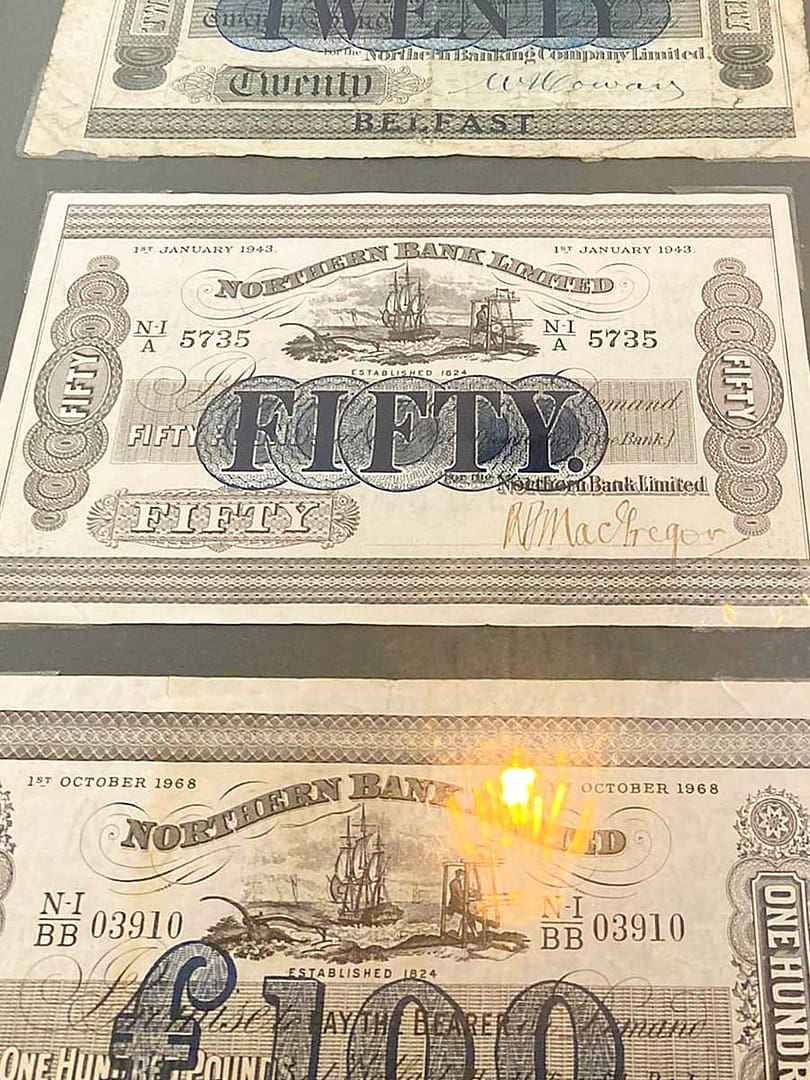 TWENTY
For the Northern Banking Company Limited.
Twenty
BELFAST
1ST JANUARY 1943. 1ST JANUARY 1943.
NORTHERN BANK LIMITED
N-I/A 5735 N-I/A 5735
ESTABLISHED 1824
FIFTY FIFTY. FIFTY
FIFTY
For the Northern Bank Limited
FIFTY
1ST OCTOBER 1968 OCTOBER 1968
NORTHERN BANK
N-I/BB 03910 N-I/BB 03910
ESTABLISHED 1824
£100
PAY THE BEARER
ONE HUNDRED POUNDS